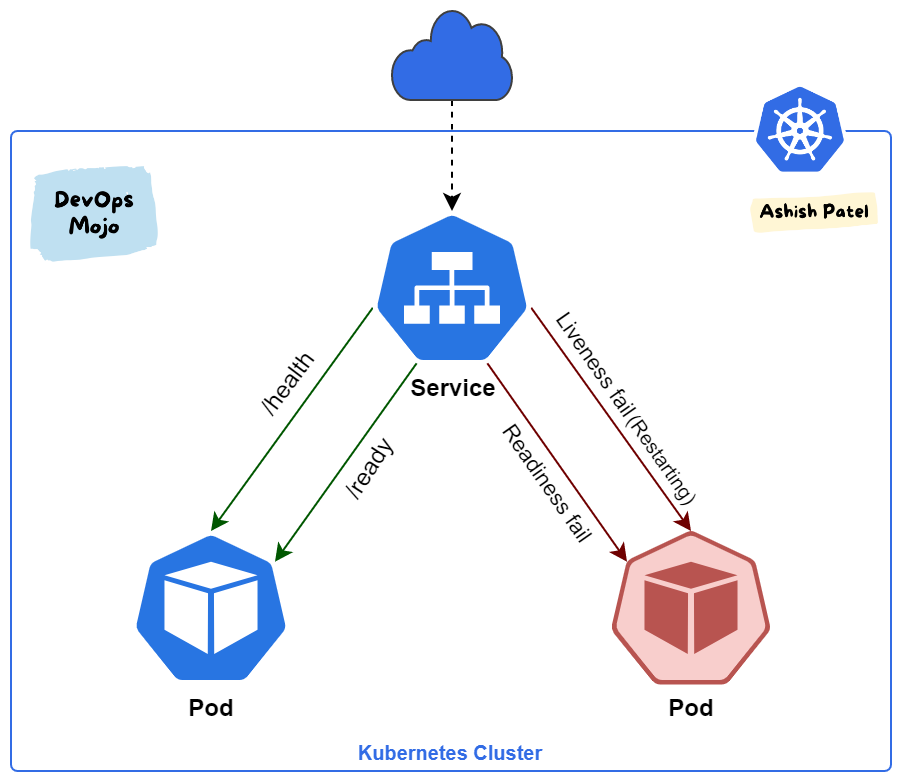 DevOps
Mojo
Ashish Patel
Service
/health
/ready
Liveness fail (Restarting)
Readiness fail
Pod
Pod
Kubernetes Cluster